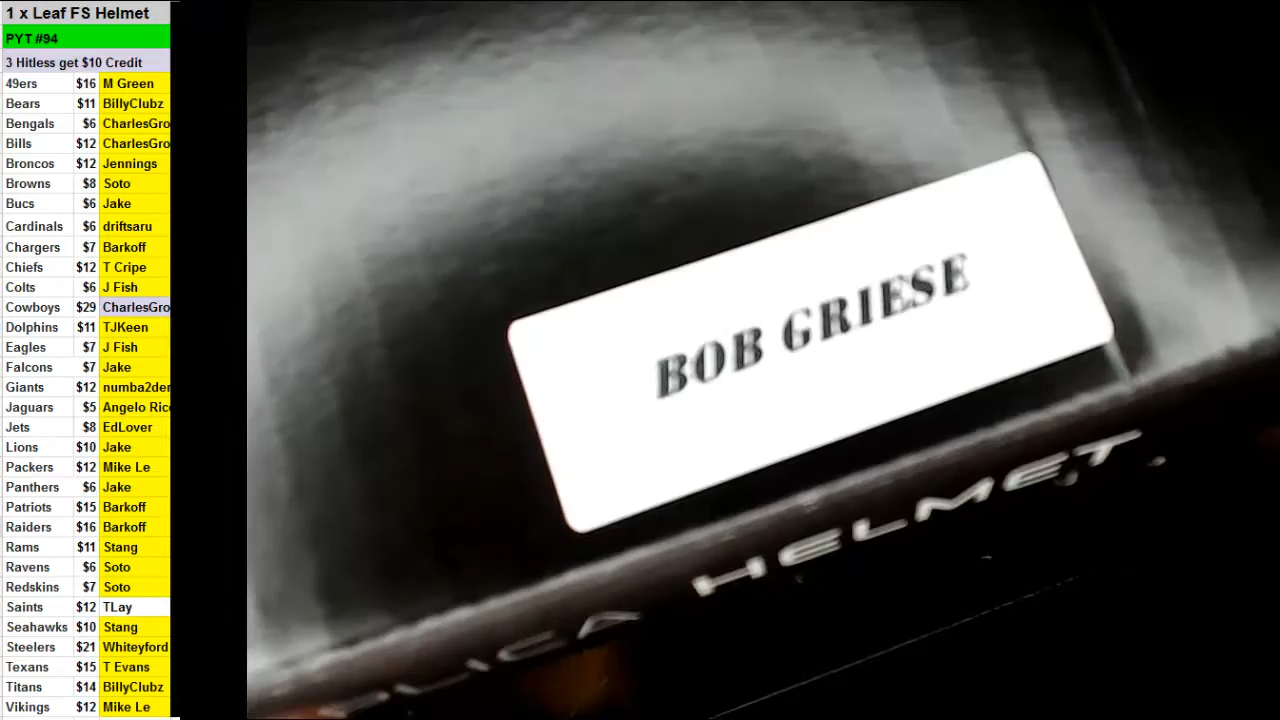 1 x Leaf FS Helmet
PYT #94
3 Hitless get $10 Credit
49ers $16 M Green
Bears $11 BillyClubz
Bengals $6 CharlesGro
Bills $12 CharlesGro
Broncos $12 Jennings
Browns $8 Soto
Bucs $6 Jake
Cardinals $6 driftsaru
Chargers $7 Barkoff
Chiefs $12 T Cripe
Colts $6 J Fish
Cowboys $29 CharlesGro
Dolphins $11 TJKeen
Eagles $7 J Fish
Falcons $7 Jake
Giants $12 numba2der
Jaguars $5 Angelo Ric
Jets $8 EdLover
Lions $10 Jake
Packers $12 Mike Le
Panthers $6 Jake
Patriots $15 Barkoff
Raiders $16 Barkoff
Rams $11 Stang
Ravens $6 Soto
Redskins $7 Soto
Saints $12 TLay
Seahawks $10 Stang
Steelers $21 Whiteyford
Texans $15 T Evans
Titans $14 BillyClubz
Vikings $12 Mike Le
BOB GRIESE
HELMET